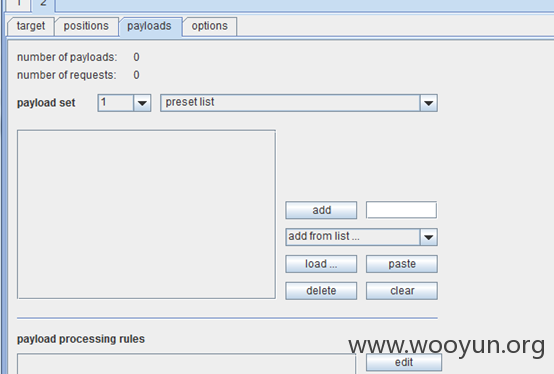 1 2
target positions payloads options
number of payloads: 0
number of requests: 0
payload set 1 preset list
add
add from list ...
load ... paste
delete clear
payload processing rules
www.wooyun.org
edit